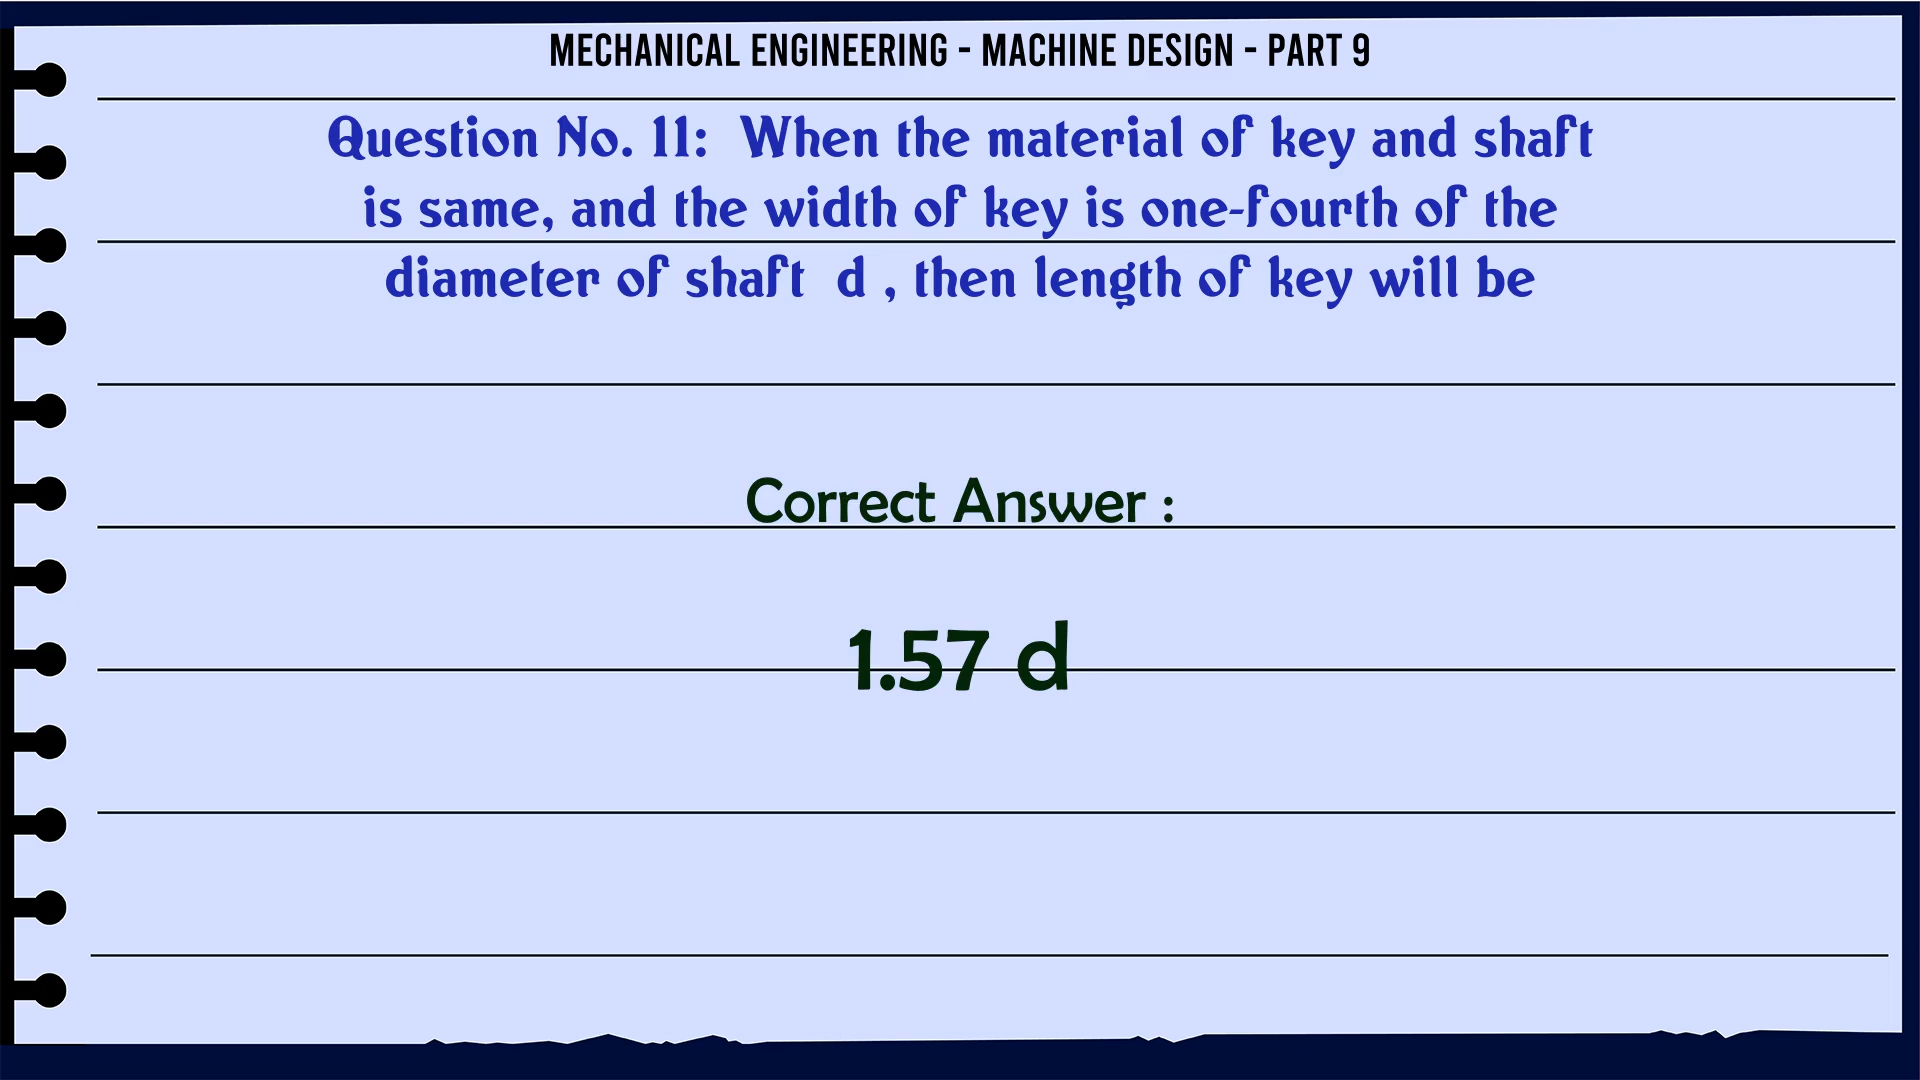 MECHANICAL ENGINEERING - MACHINE DESIGN - PART 9
Question No. 11:  When the material of key and shaft
is same, and the width of key is one-fourth of the
diameter of shaft  d , then length of key will be
Correct Answer :
1.57 d